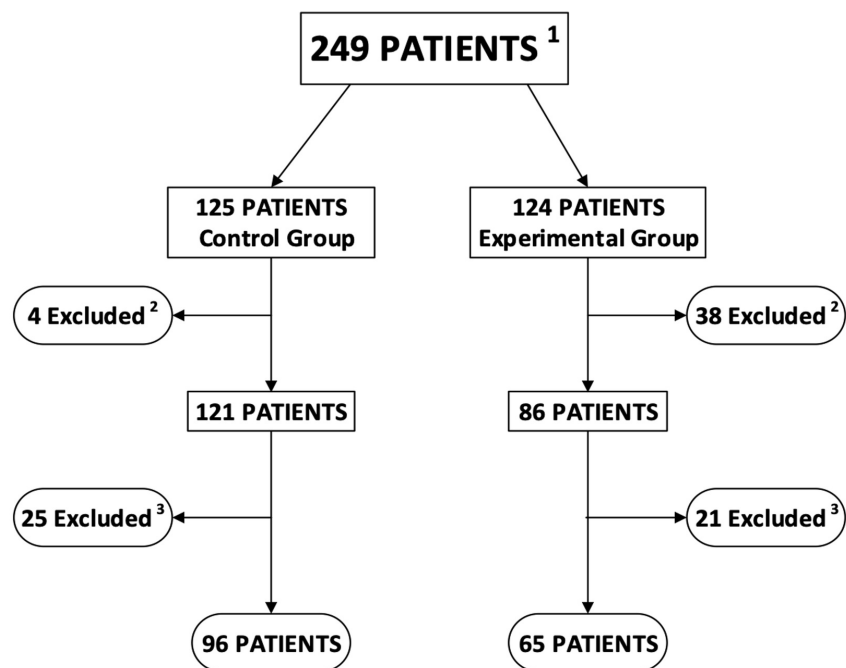 249 PATIENTS 1
125 PATIENTS
Control Group
124 PATIENTS
Experimental Group
4 Excluded 2
38 Excluded 2
121 PATIENTS
86 PATIENTS
25 Excluded 3
21 Excluded 3
96 PATIENTS
65 PATIENTS